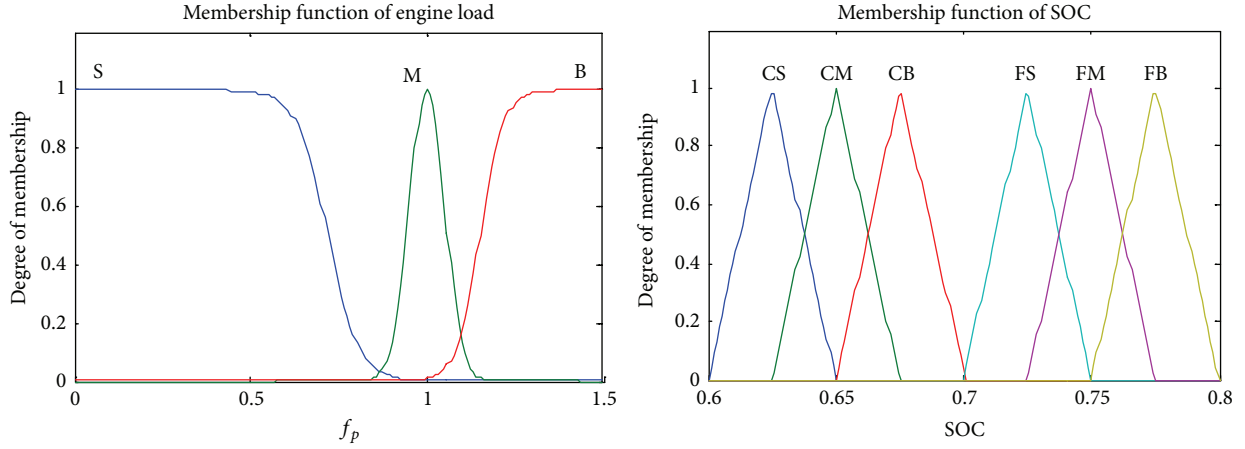 Membership function of engine load
S
M
B
1
0.8
0.6
0.4
0.2
0
Degree of membership
0
0.5
1
1.5
f_p
Membership function of SOC
CS
CM
CB
FS
FM
FB
1
0.8
0.6
0.4
0.2
0
Degree of membership
0.6
0.65
0.7
0.75
0.8
SOC